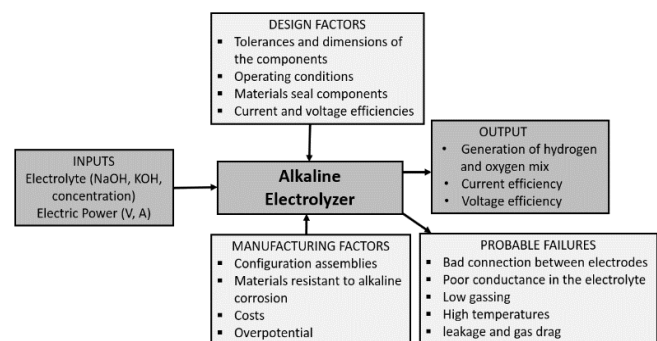 DESIGN FACTORS
▪ Tolerances and dimensions of
the components
▪ Operating conditions
▪ Materials seal components
▪ Current and voltage efficiencies
INPUTS
Electrolyte (NaOH, KOH,
concentration)
Electric Power (V, A)
Alkaline
Electrolyzer
OUTPUT
• Generation of hydrogen
and oxygen mix
• Current efficiency
• Voltage efficiency
MANUFACTURING FACTORS
▪ Configuration assemblies
▪ Materials resistant to alkaline
corrosion
▪ Costs
▪ Overpotential
PROBABLE FAILURES
▪ Bad connection between electrodes
▪ Poor conductance in the electrolyte
▪ Low gassing
▪ High temperatures
▪ leakage and gas drag